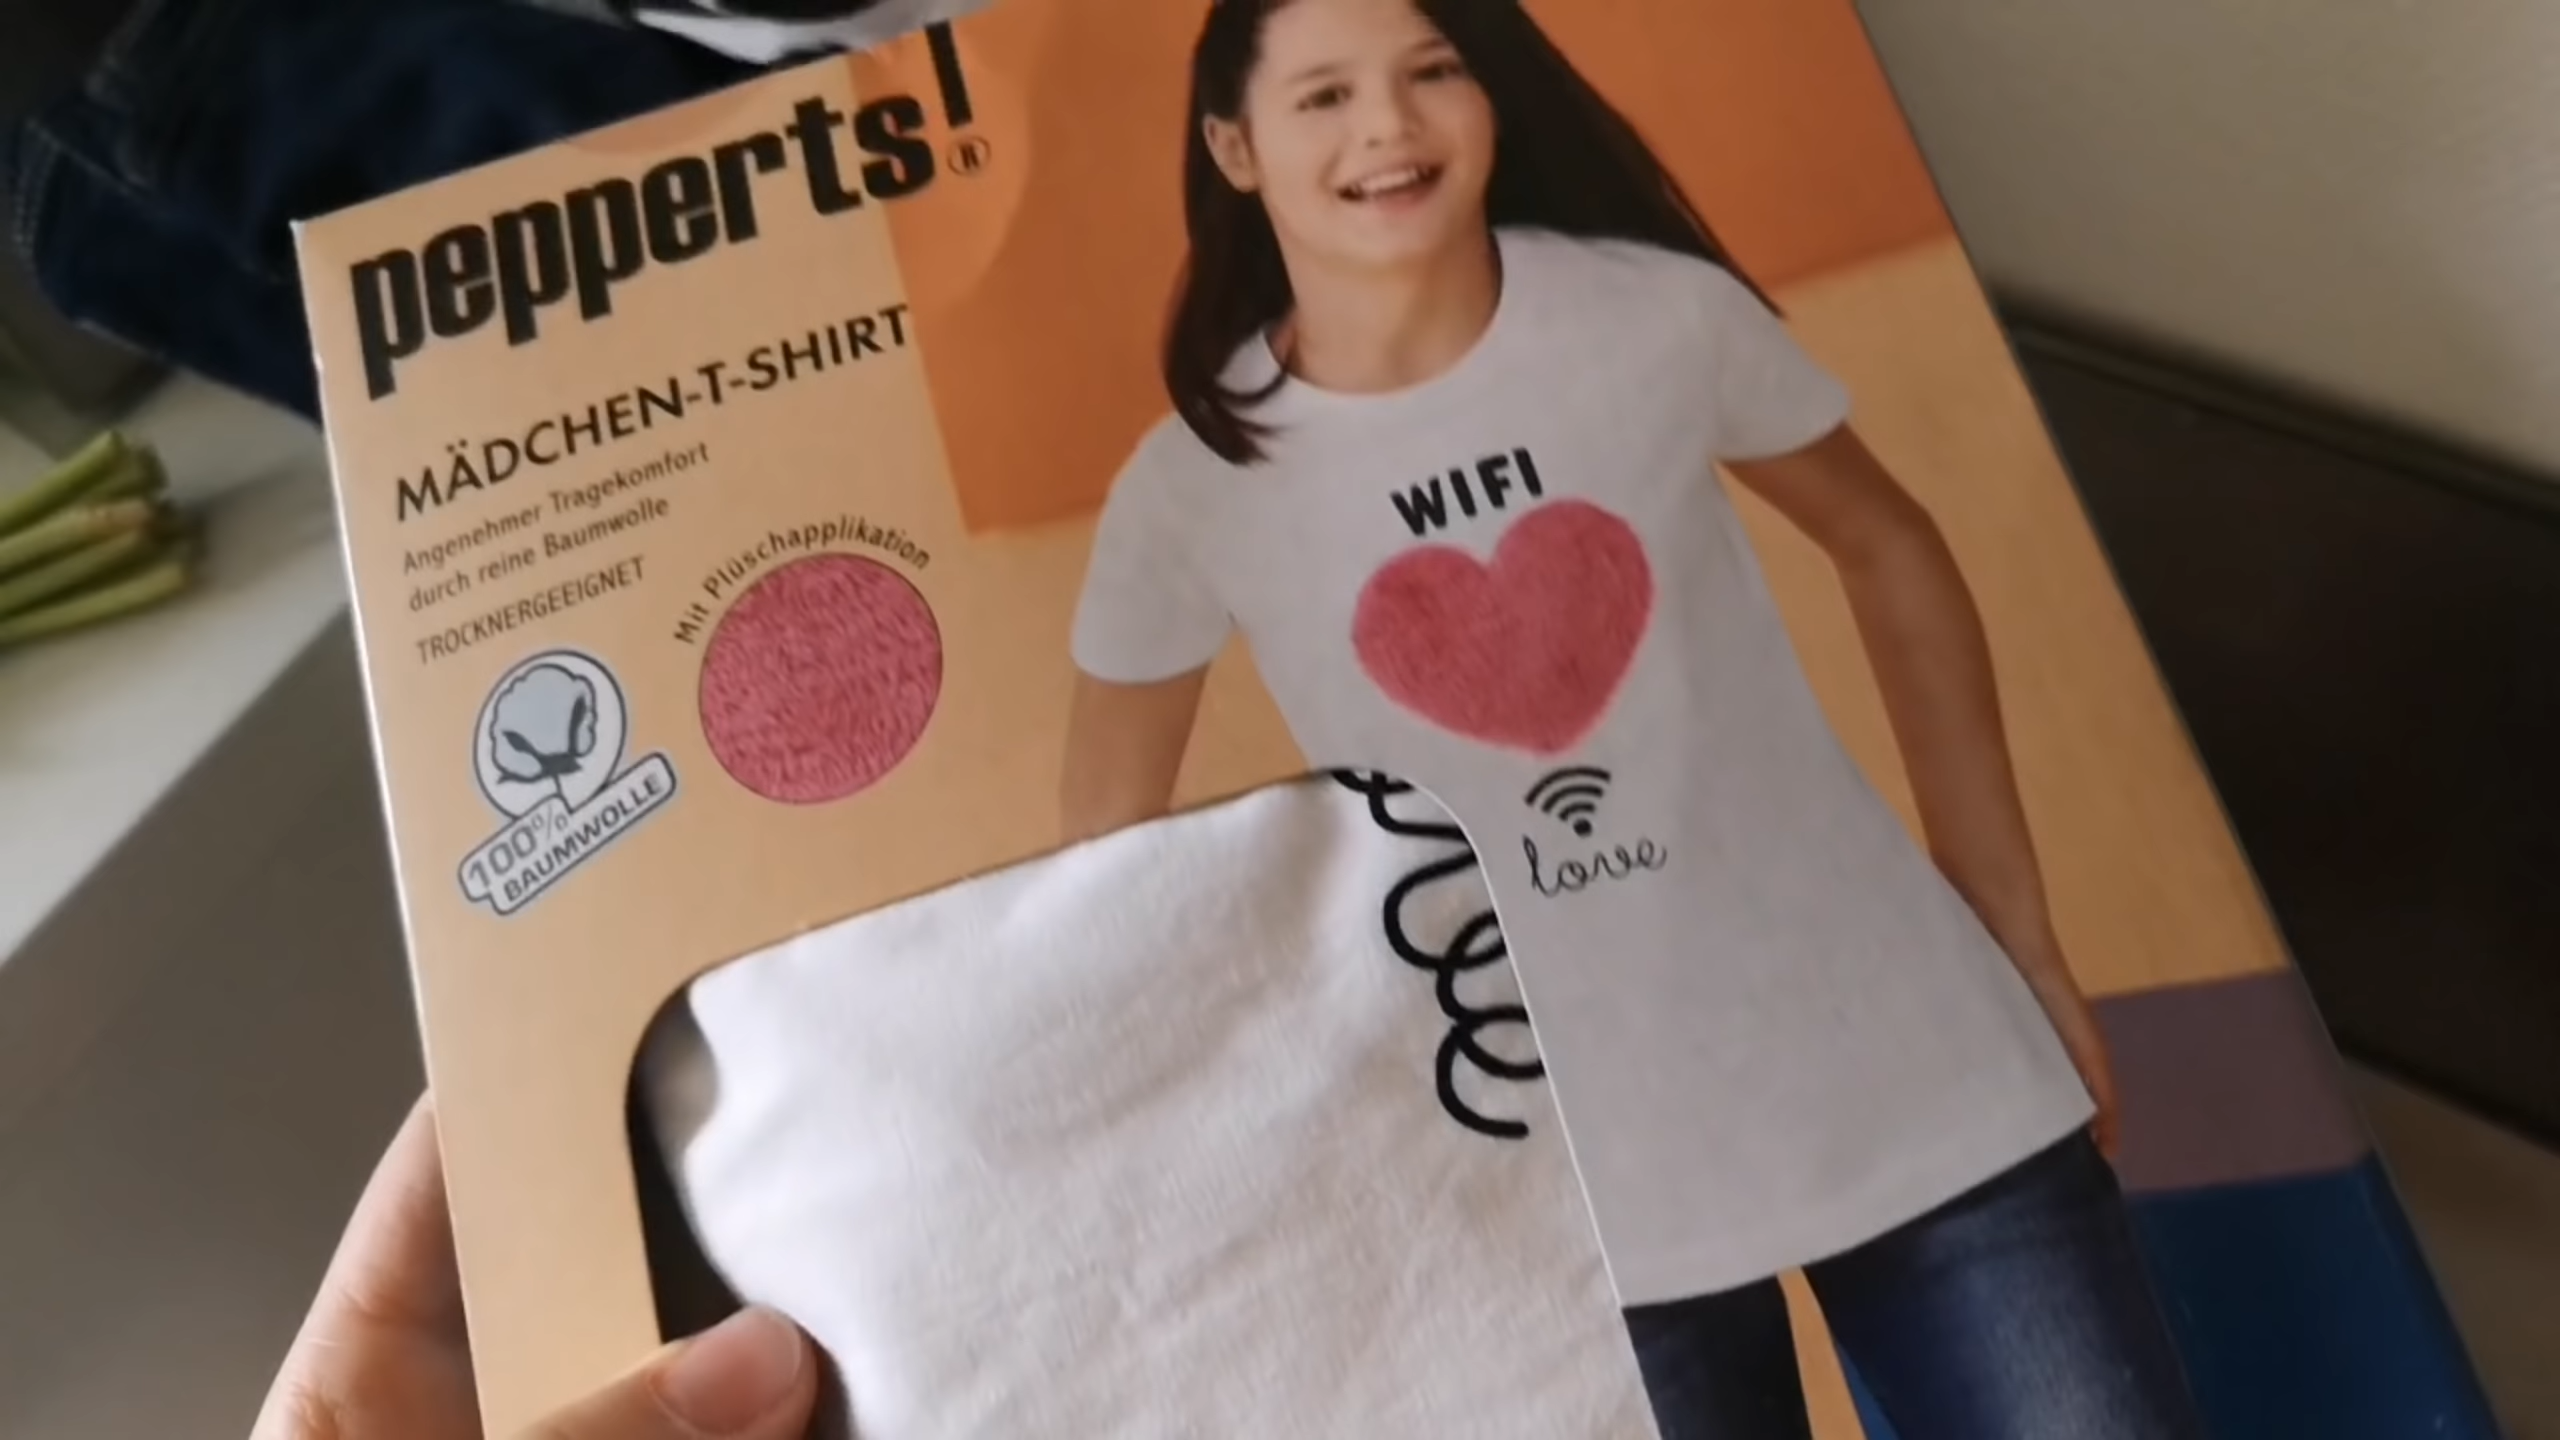 pepperts!®
MÄDCHEN-T-SHIRT
Angenehmer Tragekomfort
durch reine Baumwolle
TROCKNERGEEIGNET
Mit Plüschapplikation
100%
BAUMWOLLE
WIFI
love